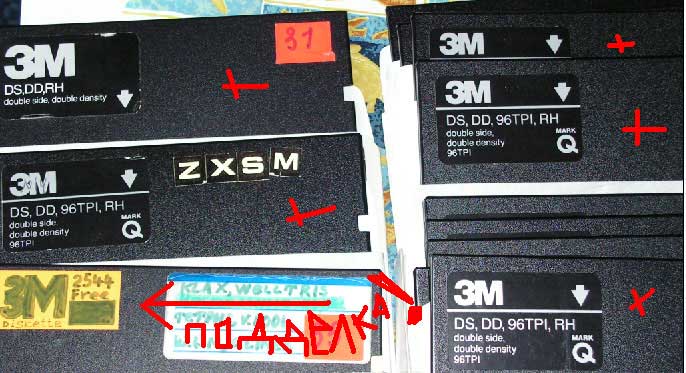 3M
DS,DD,RH
double side, double density
31
3M
DS, DD, 96TPI, RH
double side,
double density
96TPI
MARK
Q
ZXSM
3M
2544
Free
Discette
KLAX, WELLTRIS
ПОДДЕЛКА
3M
3M
DS, DD, 96TPI, RH
double side,
double density
96TPI
MARK
Q
3M
DS, DD, 96TPI, RH
double side,
double density
96TPI
MARK
Q